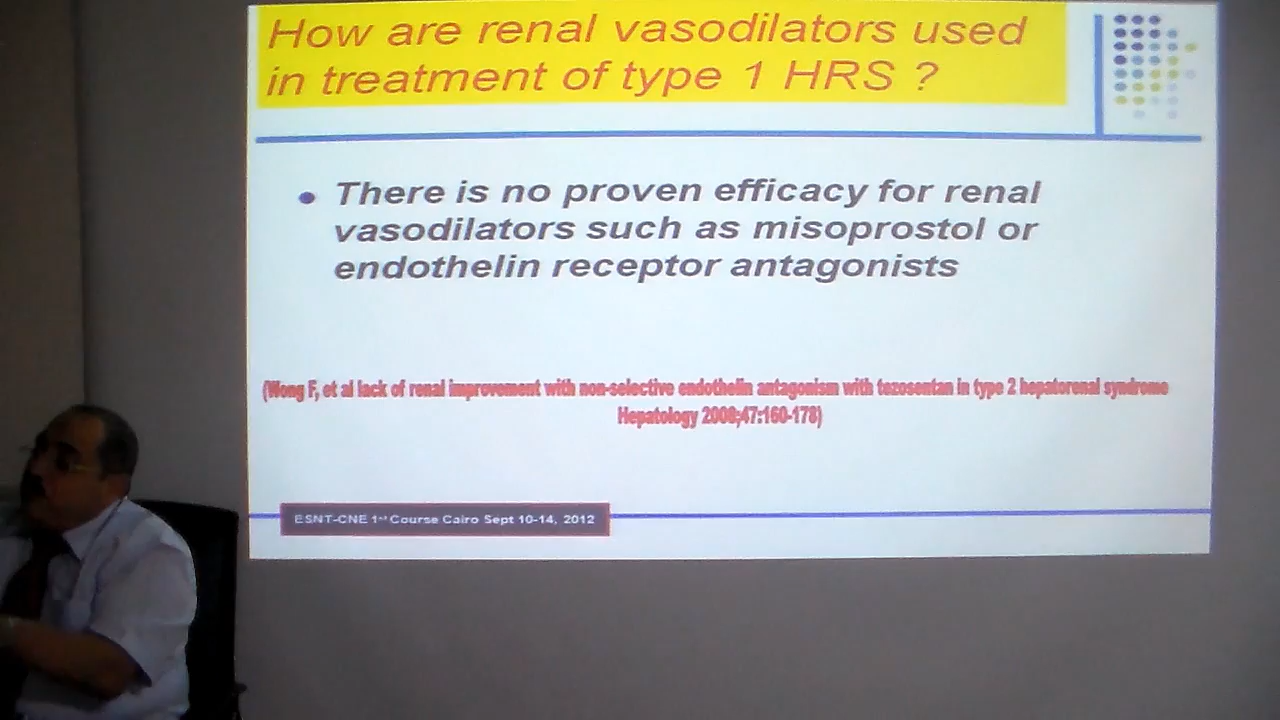 How are renal vasodilators used
in treatment of type 1 HRS ?
• There is no proven efficacy for renal
vasodilators such as misoprostol or
endothelin receptor antagonists
(Wong F, et al lack of renal improvement with non-selective endothelin antagonism with tezosentan in type 2 hepatorenal syndrome
Hepatology 2008;47:160-178)
ESNT-CNE 1st Course Cairo Sept 10-14, 2012